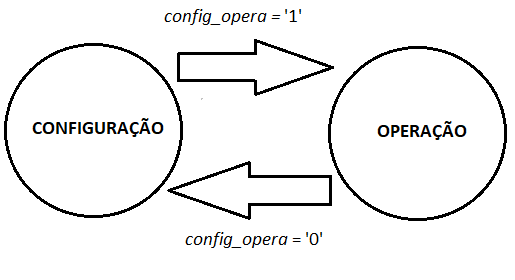 config_opera = '1'
CONFIGURAÇÃO
OPERAÇÃO
config_opera = '0'